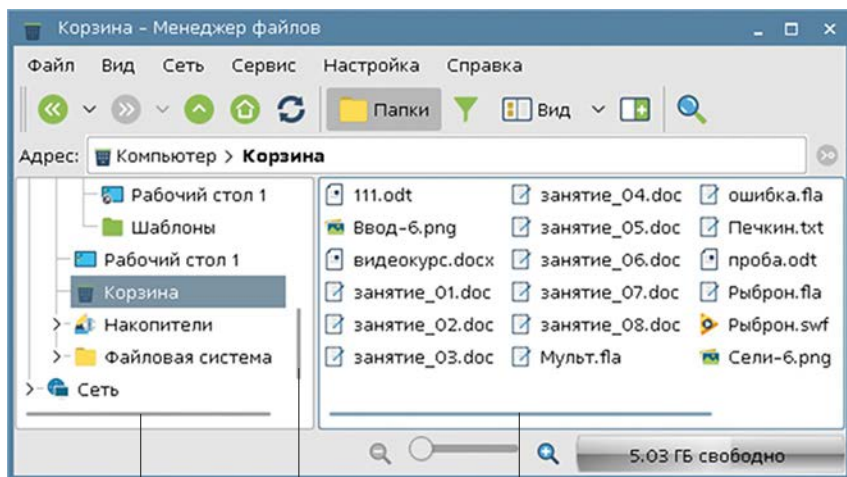 Корзина – Менеджер файлов
Файл Вид Сеть Сервис Настройка Справка
Папки Вид
Адрес: Компьютер > Корзина
Рабочий стол 1
Шаблоны
Рабочий стол 1
Корзина
Накопители
Файловая система
Сеть
111.odt
Ввод-6.png
видеокурс.docx
занятие_01.doc
занятие_02.doc
занятие_03.doc
занятие_04.doc
занятие_05.doc
занятие_06.doc
занятие_07.doc
занятие_08.doc
Мульт.fla
ошибка.fla
Печкин.txt
проба.odt
Рыброн.fla
Рыброн.swf
Сели-6.png
5.03 ГБ свободно